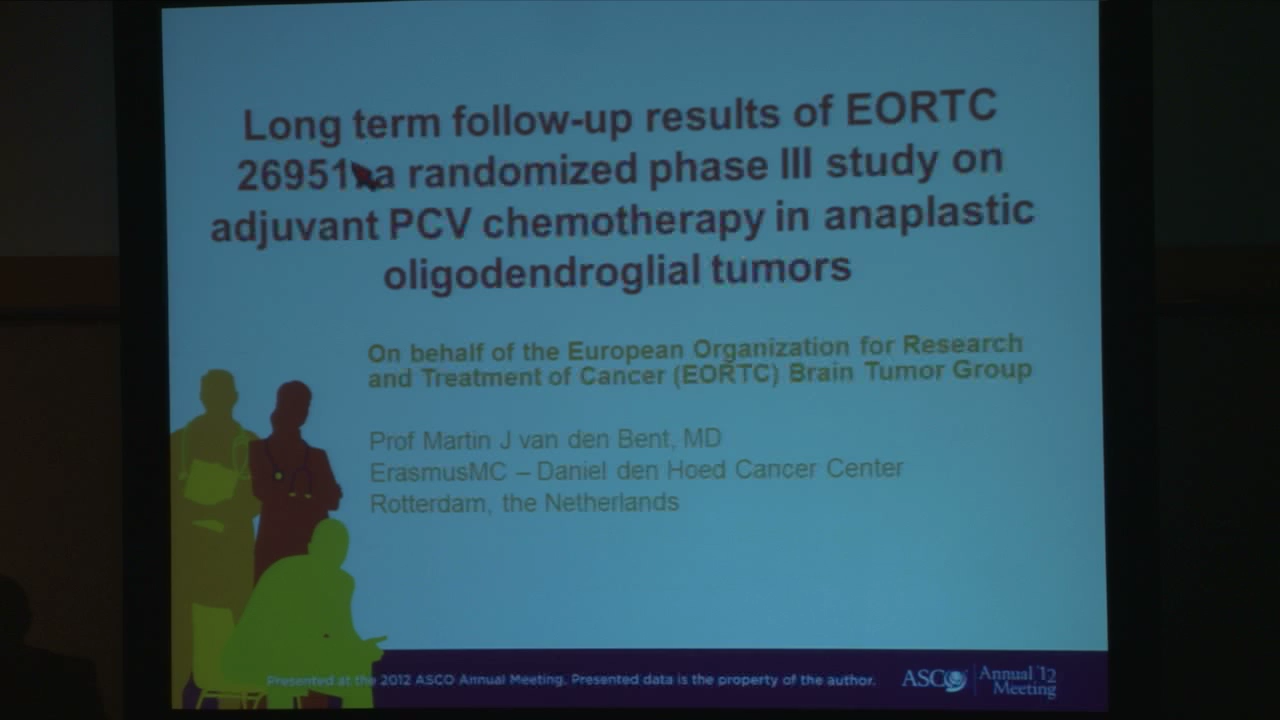 Long term follow-up results of EORTC
26951: a randomized phase III study on
adjuvant PCV chemotherapy in anaplastic
oligodendroglial tumors
On behalf of the European Organization for Research
and Treatment of Cancer (EORTC) Brain Tumor Group
Prof Martin J van den Bent, MD
ErasmusMC – Daniel den Hoed Cancer Center
Rotterdam, the Netherlands
Presented at the 2012 ASCO Annual Meeting. Presented data is the property of the author.
ASCO
Annual '12
Meeting